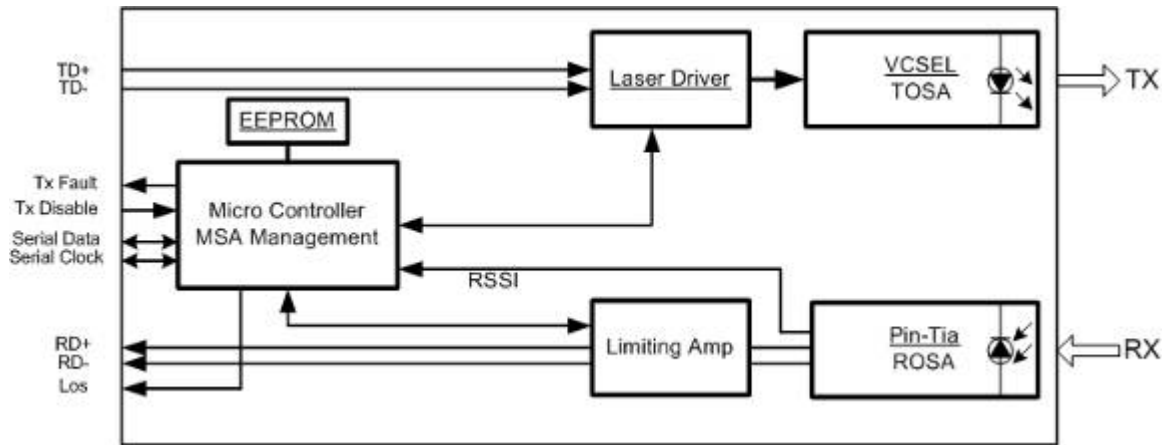 TD+
TD-
Laser Driver
VCSEL
TOSA
TX
EEPROM
Tx Fault
Tx Disable
Serial Data
Serial Clock
Micro Controller
MSA Management
RSSI
RD+
RD-
Los
Limiting Amp
Pin-Tia
ROSA
RX